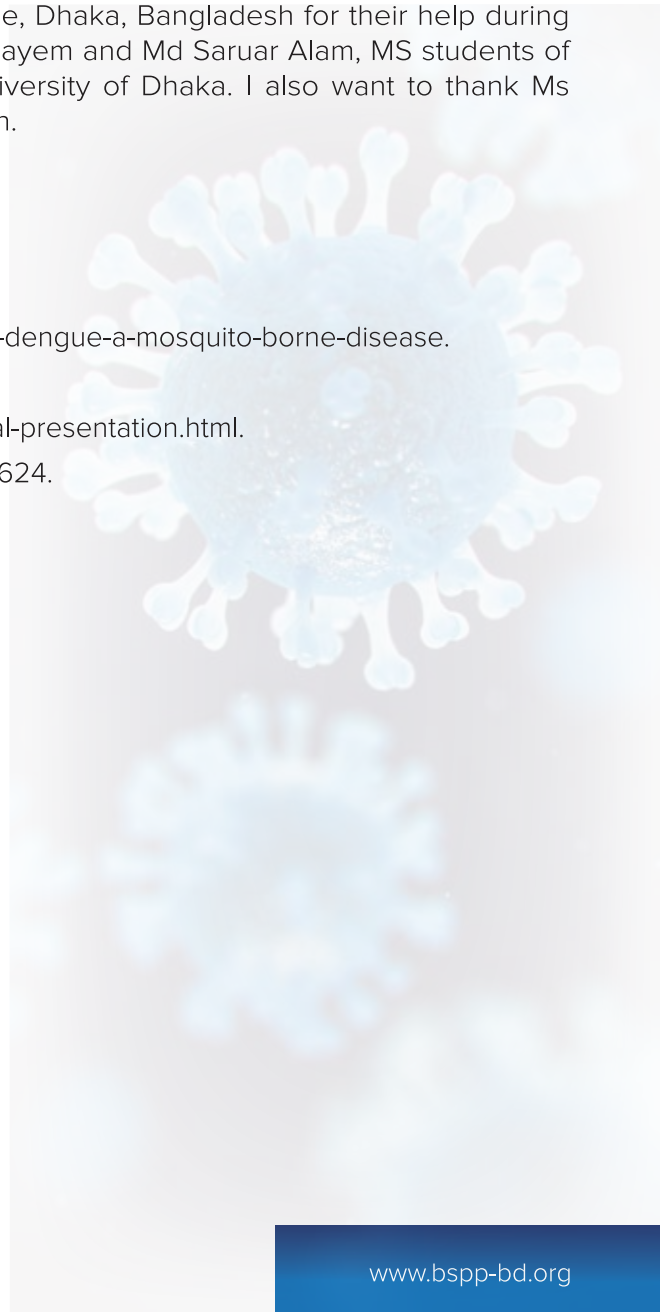 e, Dhaka, Bangladesh for their help during
ayem and Md Saruar Alam, MS students of
iversity of Dhaka. I also want to thank Ms
n.
-dengue-a-mosquito-borne-disease.
al-presentation.html.
624.
www.bspp-bd.org